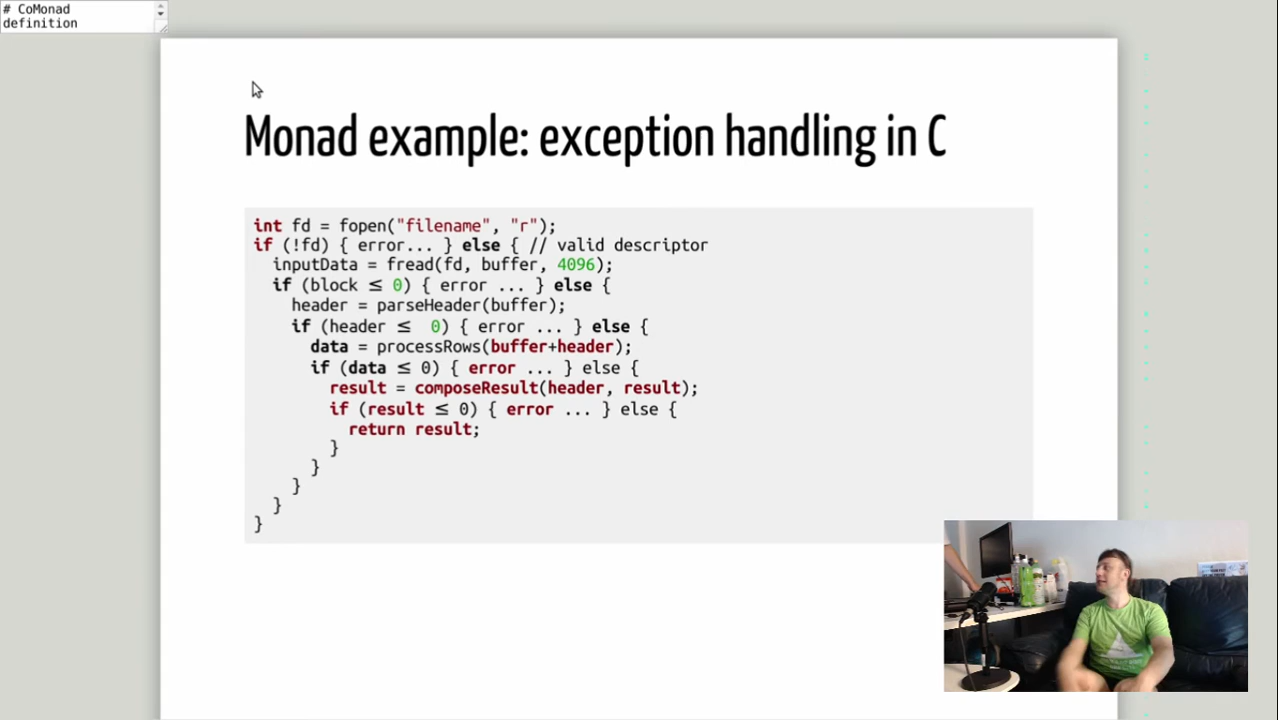 # CoMonad
definition
Monad example: exception handling in C
int fd = fopen("filename", "r");
if (!fd) { error... } else { // valid descriptor
inputData = fread(fd, buffer, 4096);
if (block ≤ 0) { error ... } else {
header = parseHeader(buffer);
if (header ≤ 0) { error ... } else {
data = processRows(buffer+header);
if (data ≤ 0) { error ... } else {
result = composeResult(header, result);
if (result ≤ 0) { error ... } else {
return result;
}
}
}
}
}